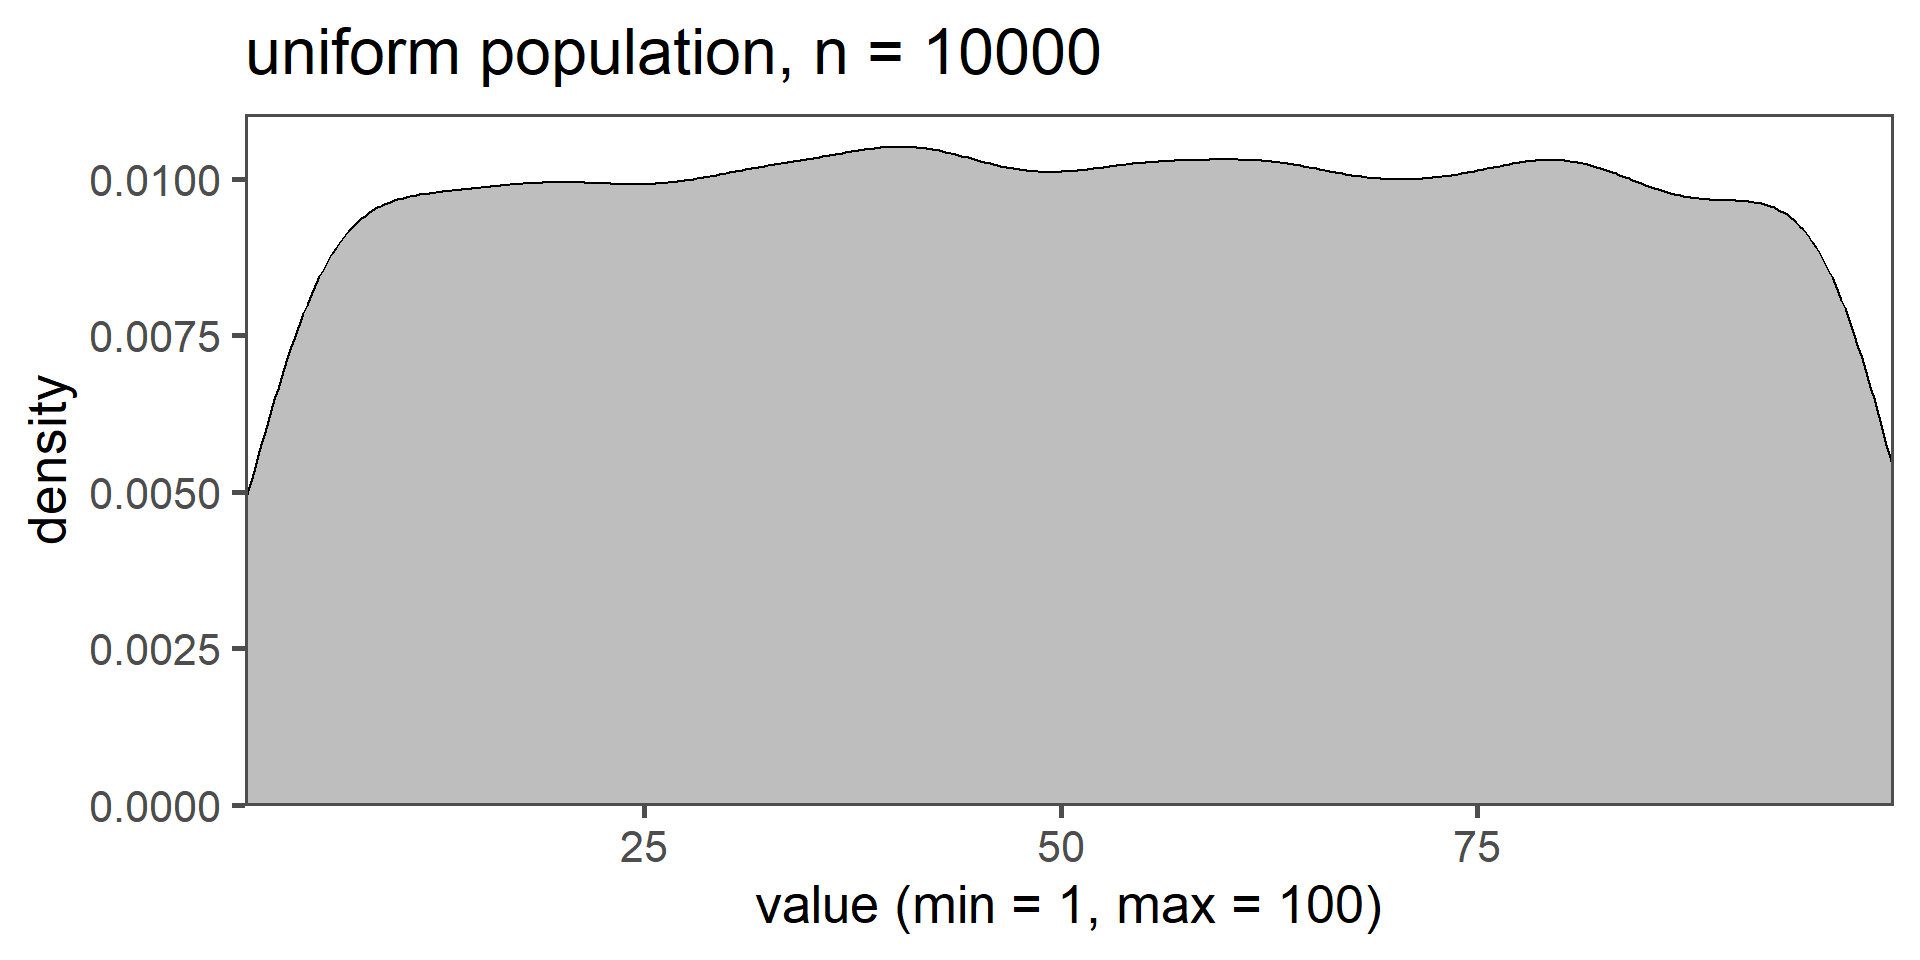 uniform population, n = 10000
0.0100
0.0075
0.0050
0.0025
0.0000
density
25 50 75
value (min = 1, max = 100)